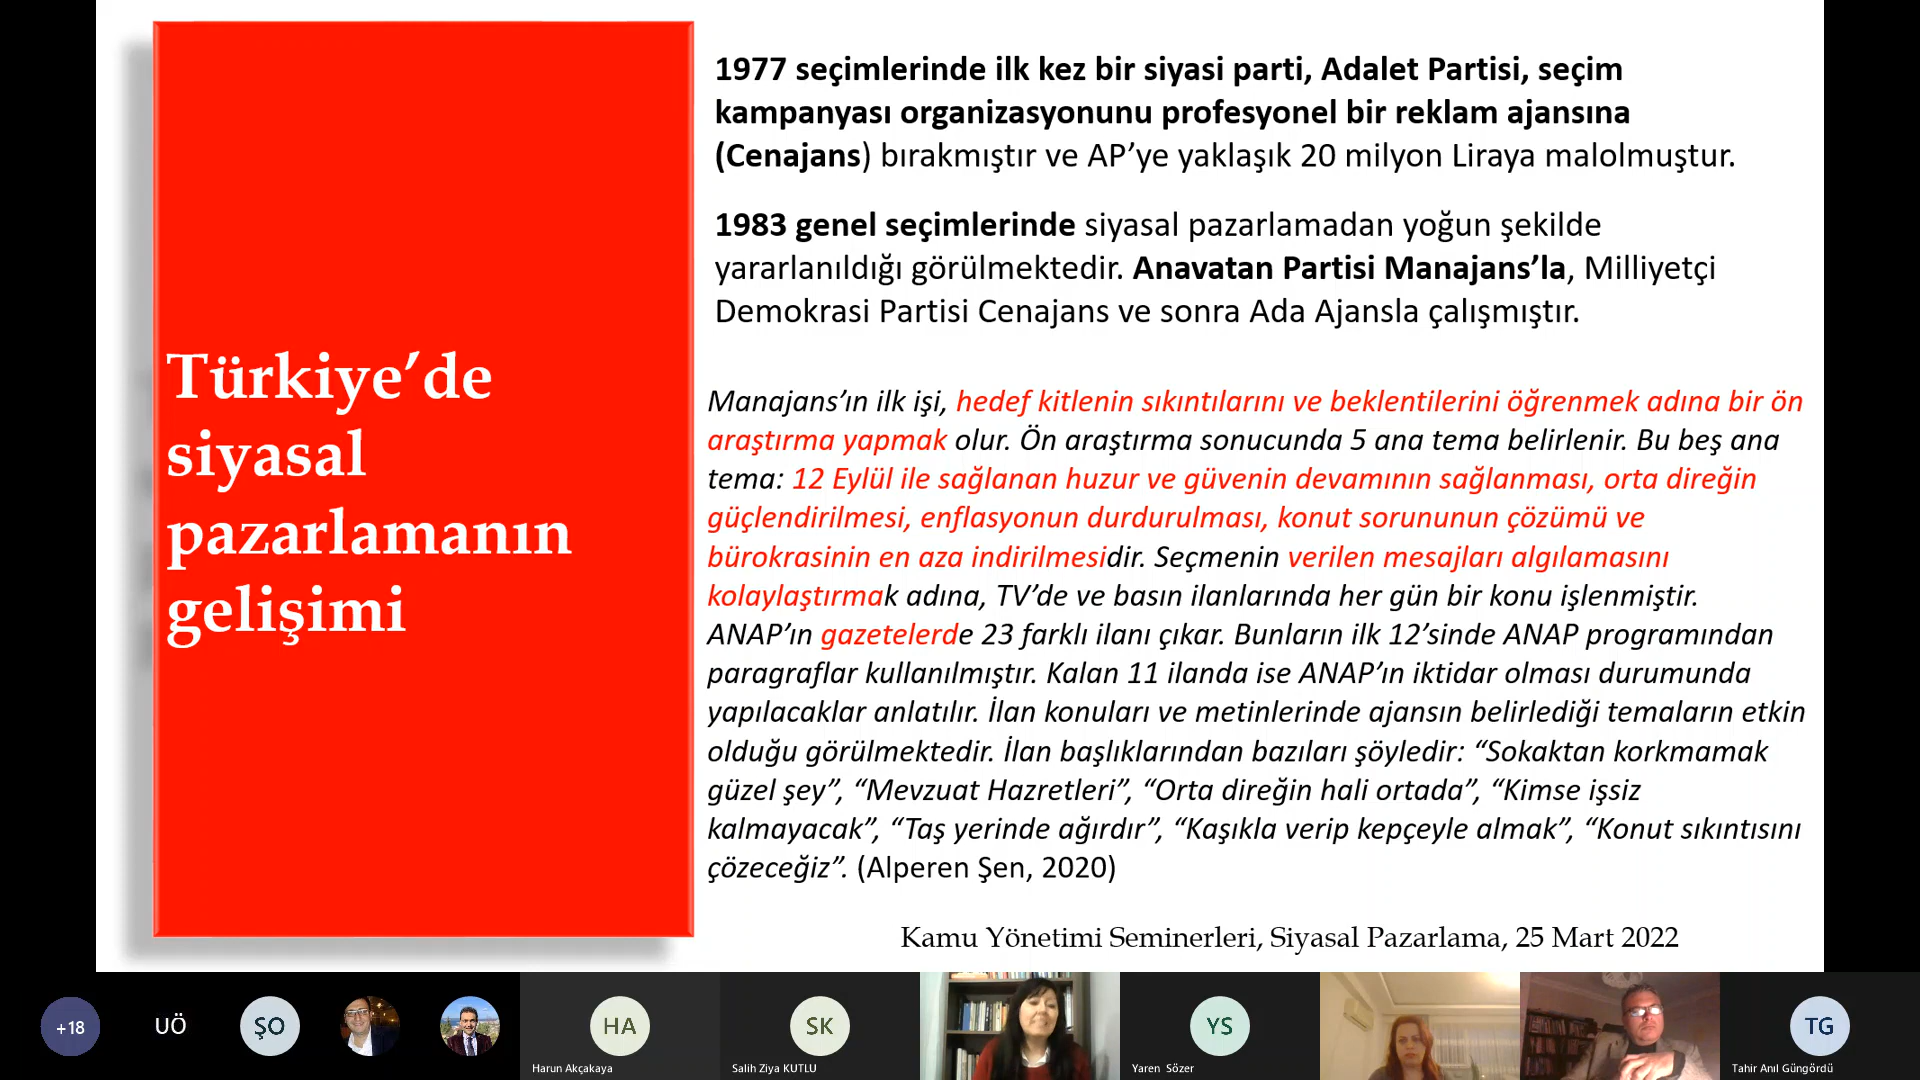 Türkiye’de
siyasal
pazarlamanın
gelişimi
1977 seçimlerinde ilk kez bir siyasi parti, Adalet Partisi, seçim
kampanyası organizasyonunu profesyonel bir reklam ajansına
(Cenajans) bırakmıştır ve AP’ye yaklaşık 20 milyon Liraya malolmuştur.
1983 genel seçimlerinde siyasal pazarlamadan yoğun şekilde
yararlanıldığı görülmektedir. Anavatan Partisi Manajans’la, Milliyetçi
Demokrasi Partisi Cenajans ve sonra Ada Ajansla çalışmıştır.
Manajans’ın ilk işi, hedef kitlenin sıkıntılarını ve beklentilerini öğrenmek adına bir ön
araştırma yapmak olur. Ön araştırma sonucunda 5 ana tema belirlenir. Bu beş ana
tema: 12 Eylül ile sağlanan huzur ve güvenin devamının sağlanması, orta direğin
güçlendirilmesi, enflasyonun durdurulması, konut sorununun çözümü ve
bürokrasinin en aza indirilmesidir. Seçmenin verilen mesajları algılamasını
kolaylaştırmak adına, TV’de ve basın ilanlarında her gün bir konu işlenmiştir.
ANAP’ın gazetelerde 23 farklı ilanı çıkar. Bunların ilk 12’sinde ANAP programından
paragraflar kullanılmıştır. Kalan 11 ilanda ise ANAP’ın iktidar olması durumunda
yapılacaklar anlatılır. İlan konuları ve metinlerinde ajansın belirlediği temaların etkin
olduğu görülmektedir. İlan başlıklarından bazıları şöyledir: “Sokaktan korkmamak
güzel şey”, “Mevzuat Hazretleri”, “Orta direğin hali ortada”, “Kimse işsiz
kalmayacak”, “Taş yerinde ağırdır”, “Kaşıkla verip kepçeyle almak”, “Konut sıkıntısını
çözeceğiz”. (Alperen Şen, 2020)
Kamu Yönetimi Seminerleri, Siyasal Pazarlama, 25 Mart 2022
+18
UÖ
ŞO
HA
Harun Akçakaya
SK
Salih Ziya KUTLU
YS
Yaren Sözer
TG
Tahir Anıl Güngördü